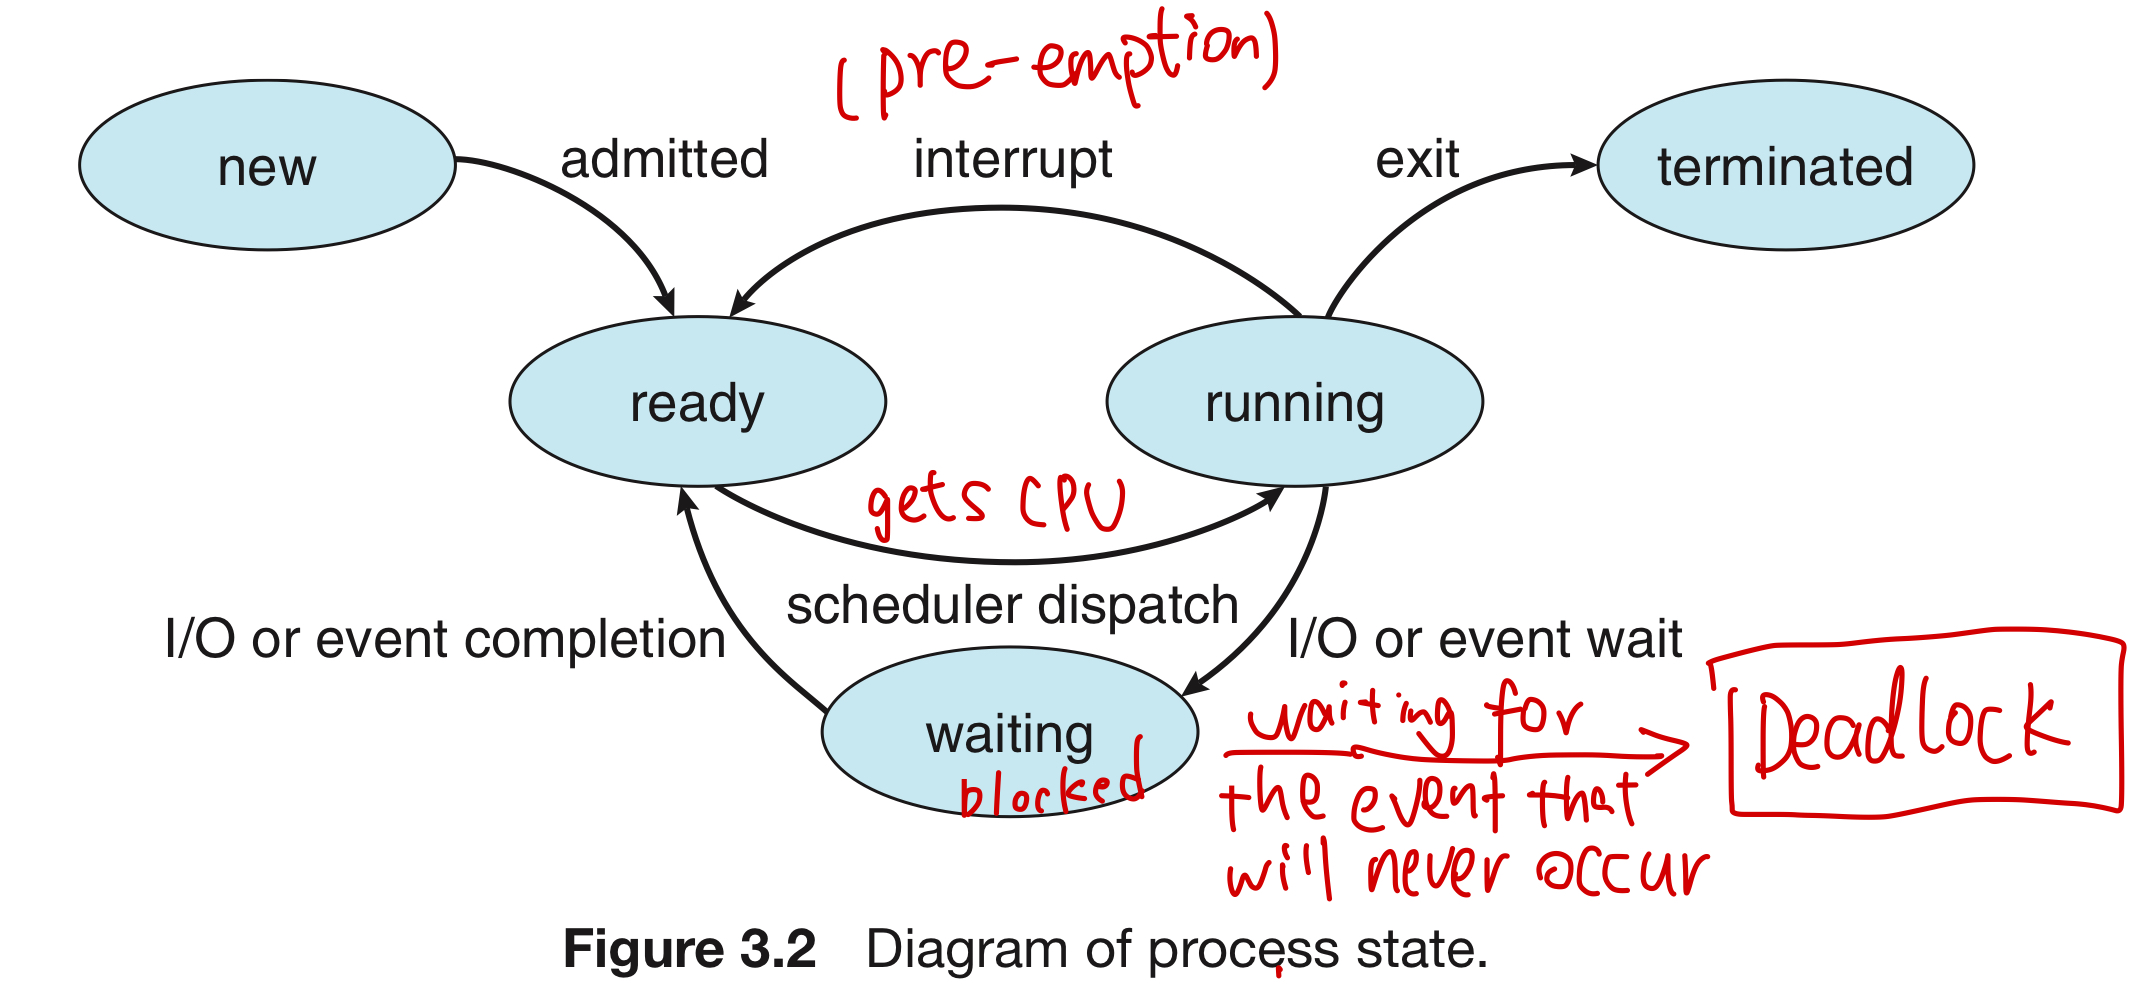 (pre-emption)
new
admitted
interrupt
exit
terminated
ready
running
gets CPU
scheduler dispatch
I/O or event completion
I/O or event wait
waiting
blocked
waiting for
the event that
will never occur
Deadlock
Figure 3.2 Diagram of process state.